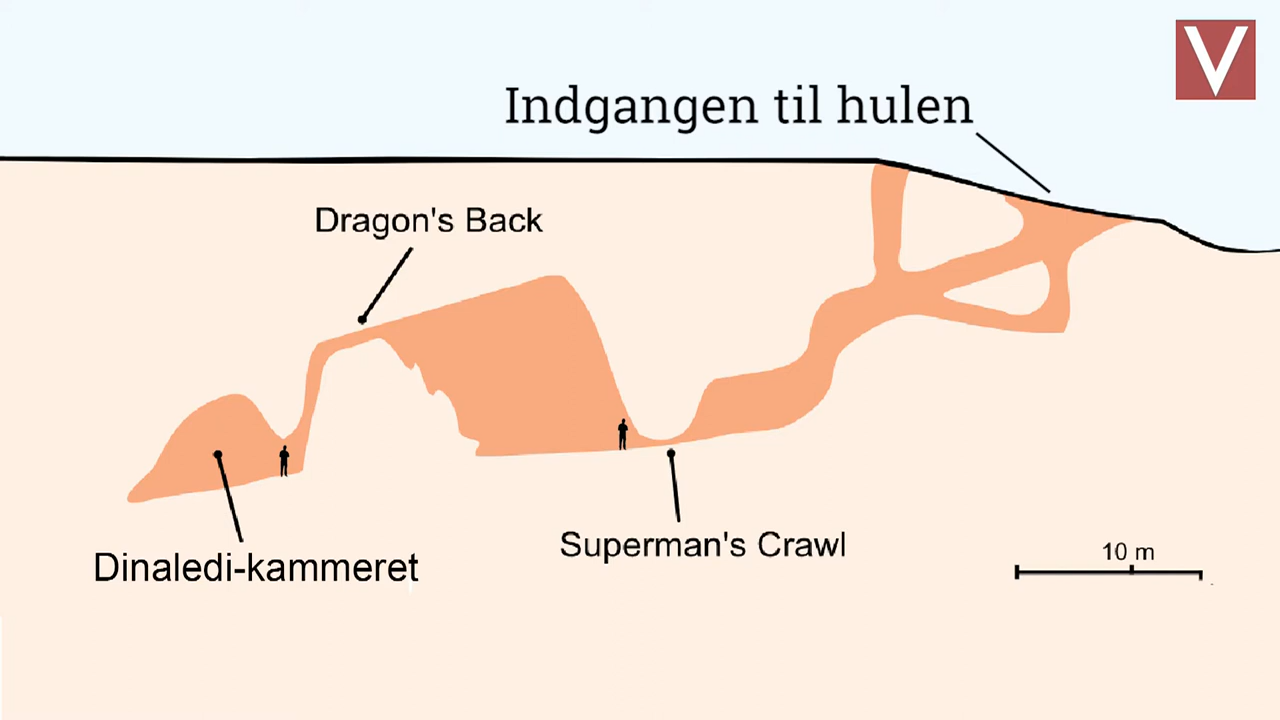 V
Indgangen til hulen
Dragon's Back
Superman's Crawl
10 m
Dinaledi-kammeret